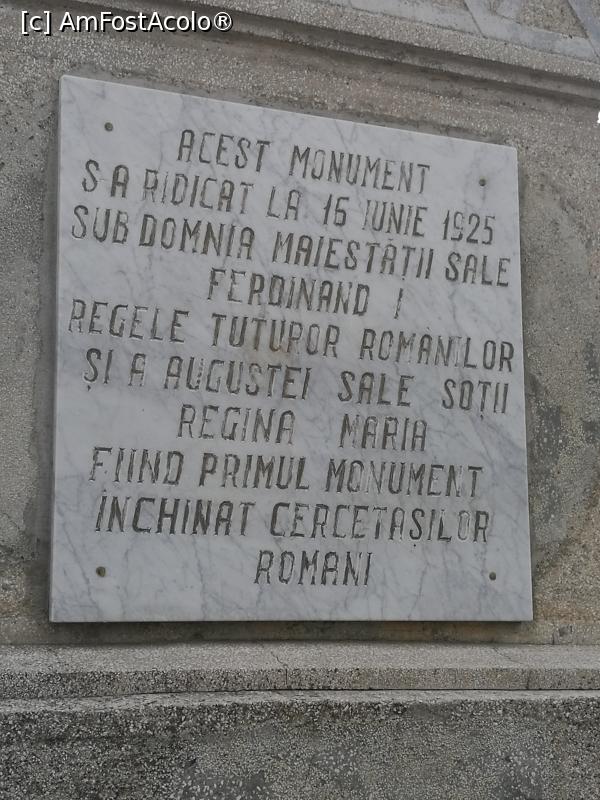 [c] AmFostAcolo®
ACEST MONUMENT
S-A RIDICAT LA 16 IUNIE 1925
SUB DOMNIA MAIESTĂȚII SALE
FERDINAND I
REGELE TUTUROR ROMÂNILOR
ȘI A AUGUSTEI SALE SOȚII
REGINA MARIA
FIIND PRIMUL MONUMENT
ÎNCHINAT CERCETAȘILOR
ROMANI